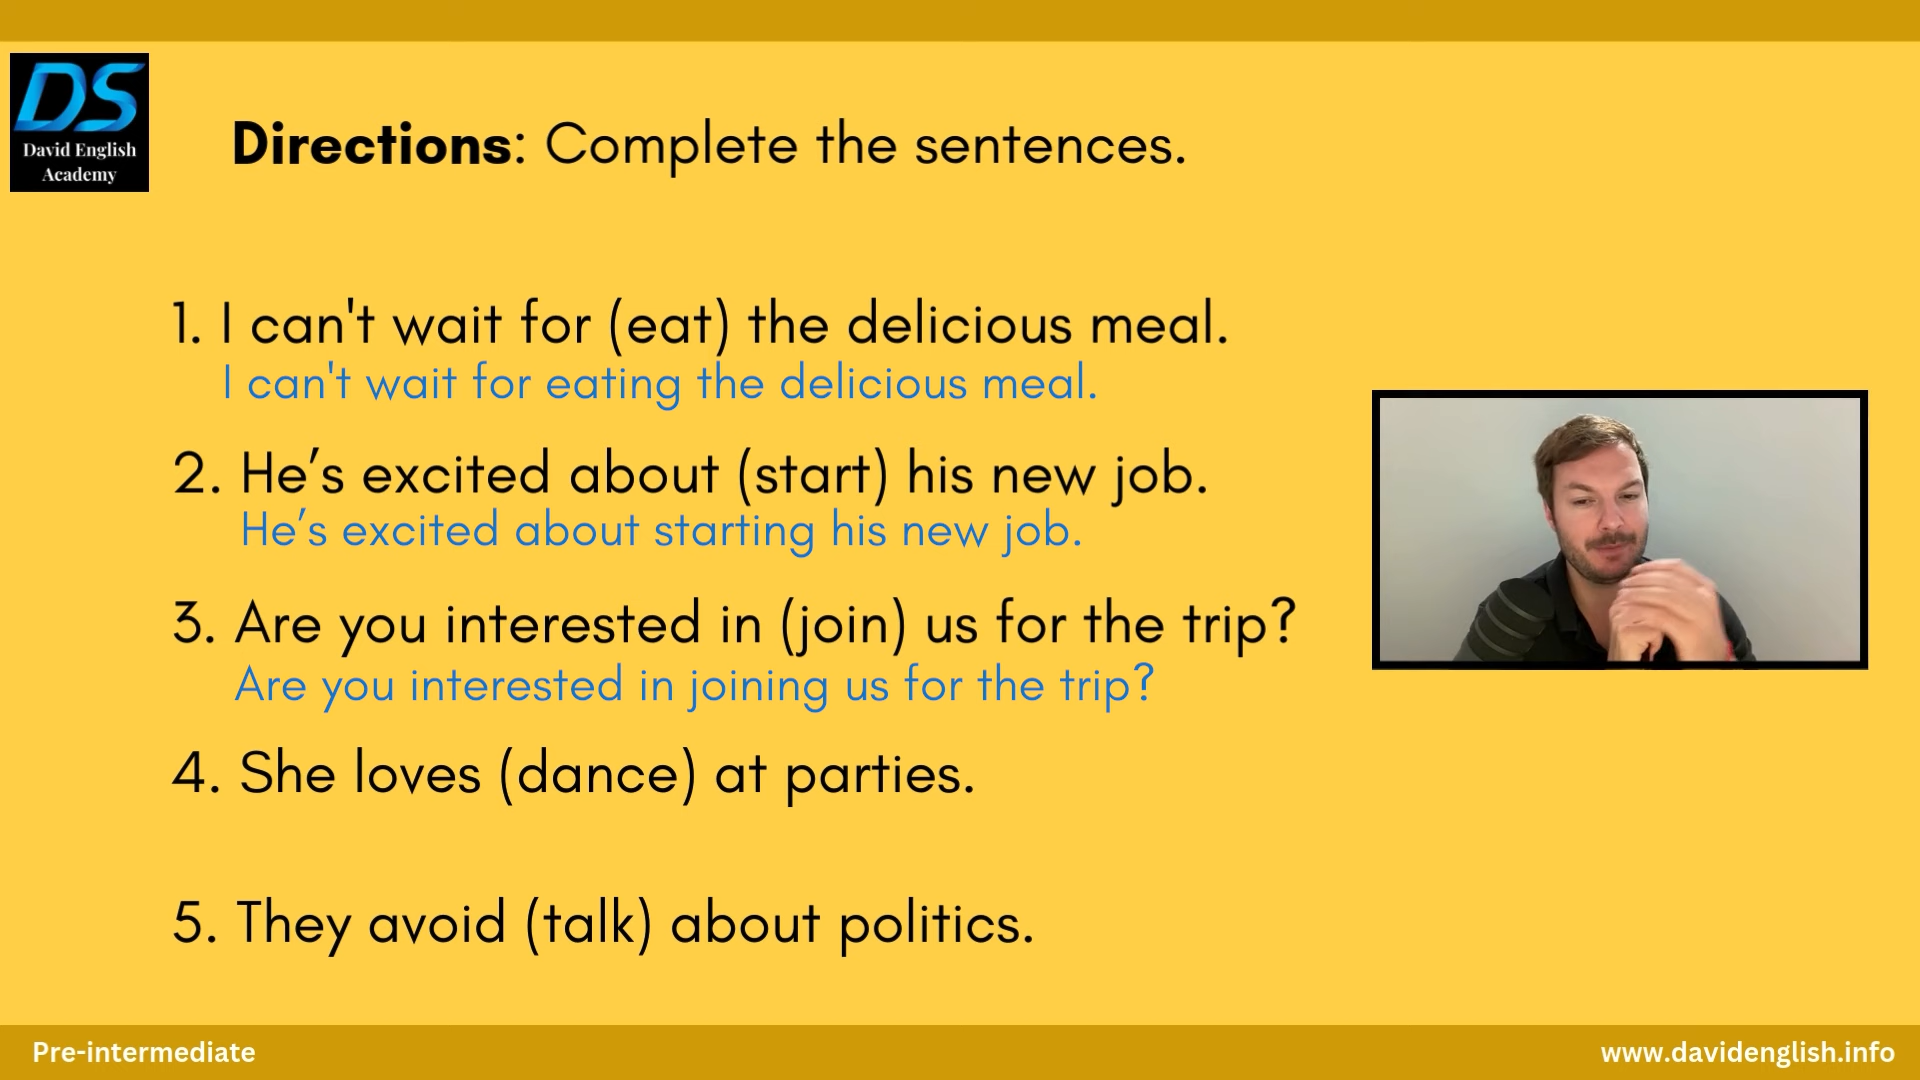 DS
David English
Academy
Directions: Complete the sentences.
1. I can't wait for (eat) the delicious meal.
I can't wait for eating the delicious meal.
2. He’s excited about (start) his new job.
He’s excited about starting his new job.
3. Are you interested in (join) us for the trip?
Are you interested in joining us for the trip?
4. She loves (dance) at parties.
5. They avoid (talk) about politics.
Pre-intermediate
www.davidenglish.info